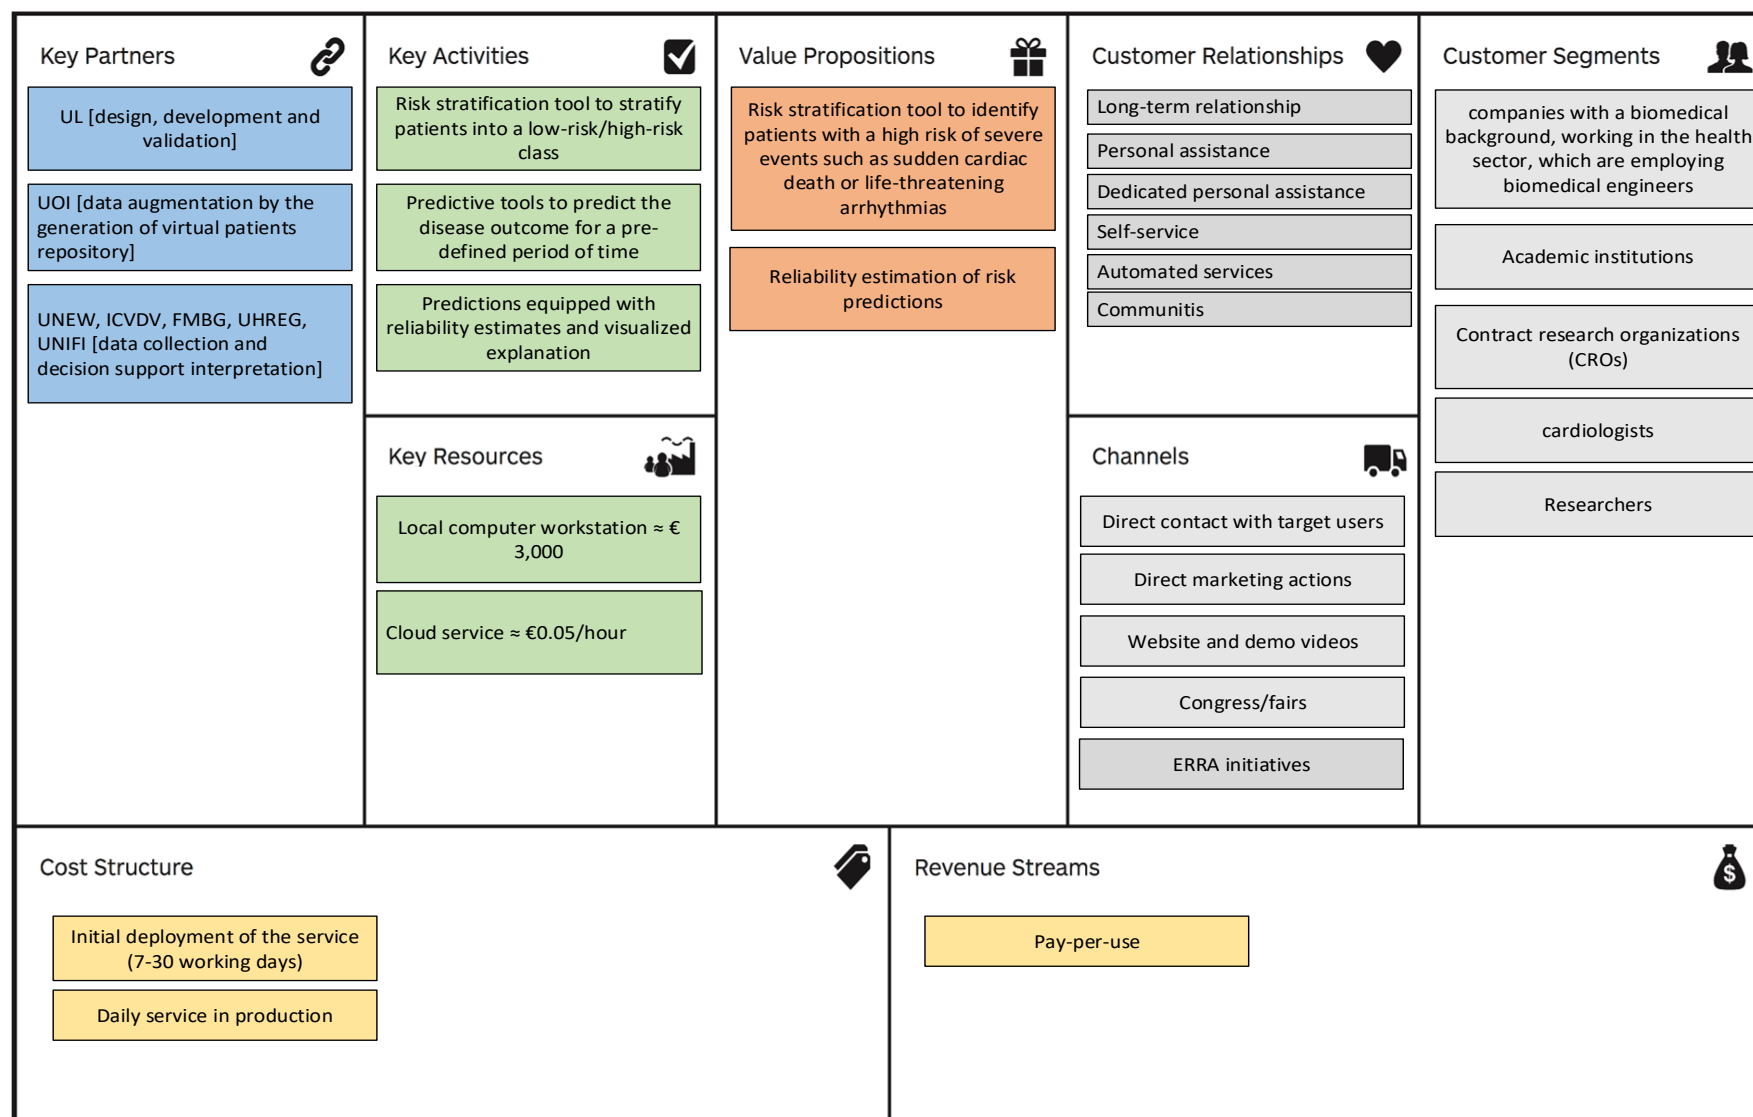 Key Partners
UL [design, development and
validation]
UOI [data augmentation by the
generation of virtual patients
repository]
UNEW, ICVDV, FMBG, UHREG,
UNIFI [data collection and
decision support interpretation]
Key Activities
Risk stratification tool to stratify
patients into a low-risk/high-risk
class
Predictive tools to predict the
disease outcome for a pre-
defined period of time
Predictions equipped with
reliability estimates and visualized
explanation
Key Resources
Local computer workstation ≈ €
3,000
Cloud service ≈ €0.05/hour
Value Propositions
Risk stratification tool to identify
patients with a high risk of severe
events such as sudden cardiac
death or life-threatening
arrhythmias
Reliability estimation of risk
predictions
Customer Relationships
Long-term relationship
Personal assistance
Dedicated personal assistance
Self-service
Automated services
Communitis
Channels
Direct contact with target users
Direct marketing actions
Website and demo videos
Congress/fairs
ERRA initiatives
Customer Segments
companies with a biomedical
background, working in the health
sector, which are employing
biomedical engineers
Academic institutions
Contract research organizations
(CROs)
cardiologists
Researchers
Cost Structure
Initial deployment of the service
(7-30 working days)
Daily service in production
Revenue Streams
$
Pay-per-use